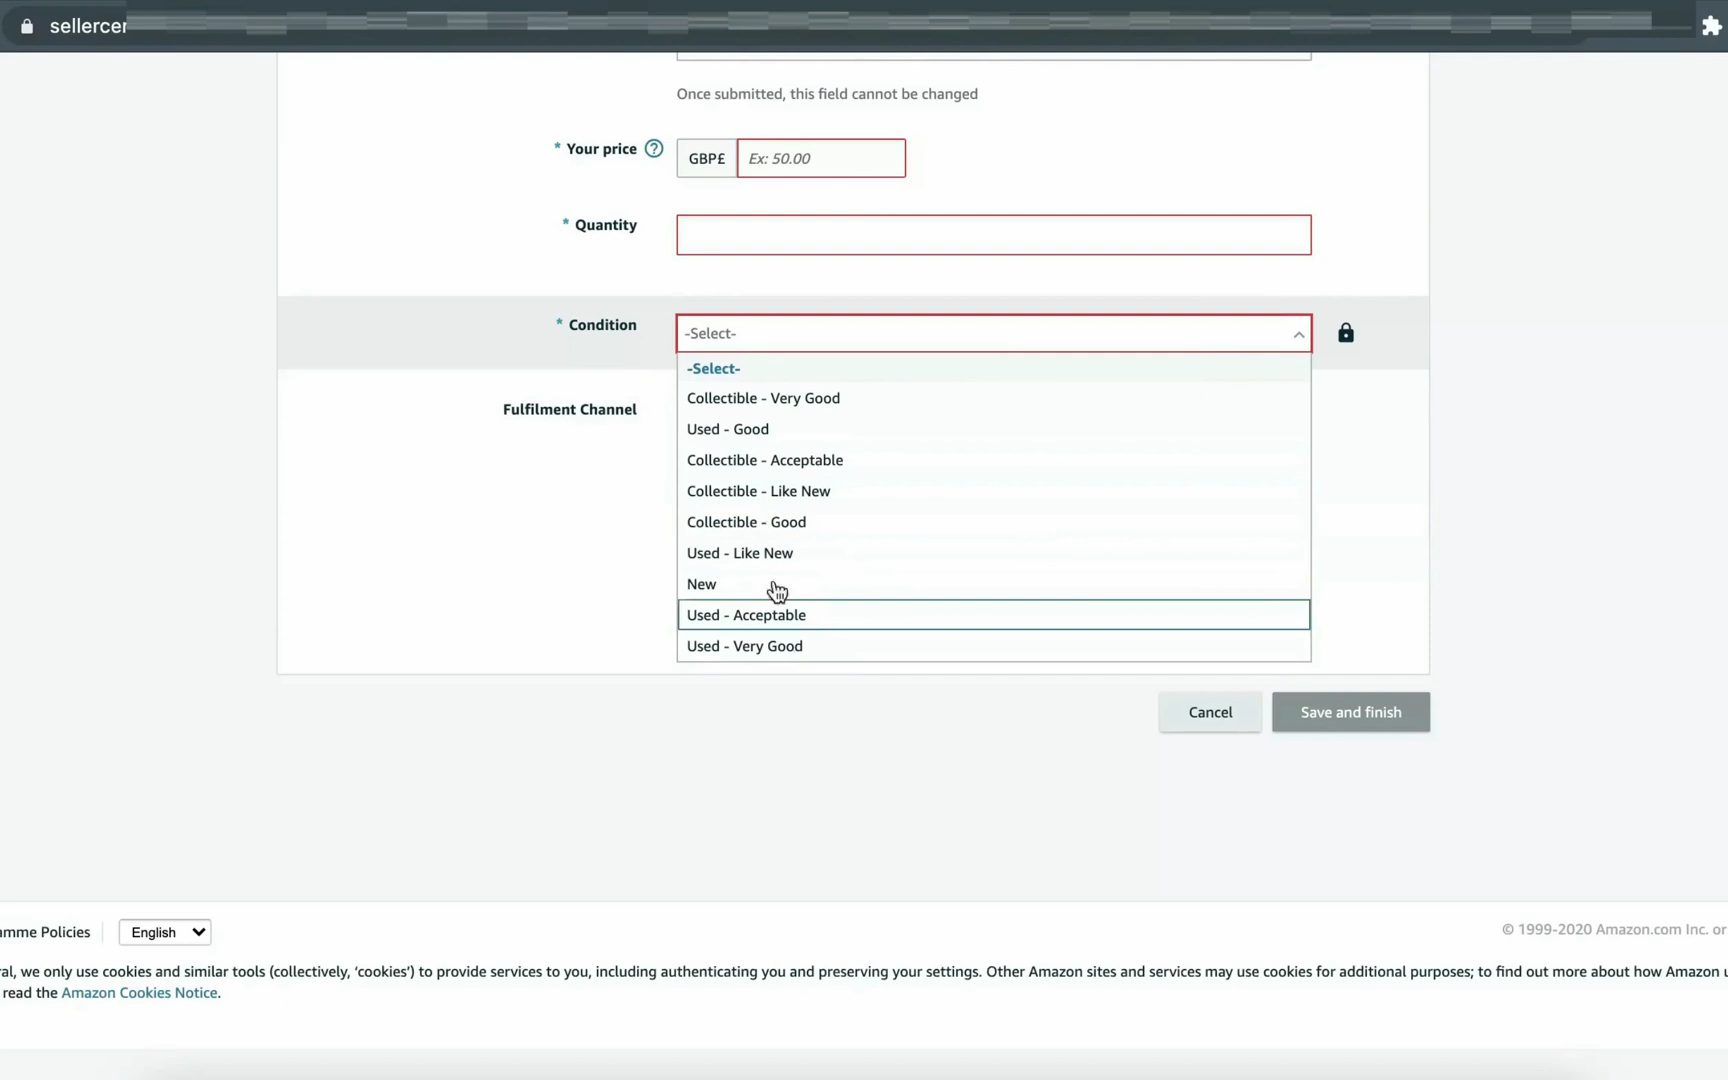 sellercer
Once submitted, this field cannot be changed
* Your price ?
GBP£ Ex: 50.00
* Quantity
* Condition
-Select-
-Select-
Collectible - Very Good
Used - Good
Fulfilment Channel
Collectible - Acceptable
Collectible - Like New
Collectible - Good
Used - Like New
New
Used - Acceptable
Used - Very Good
Cancel
Save and finish
amme Policies
English
© 1999-2020 Amazon.com Inc. or
ral, we only use cookies and similar tools (collectively, ‘cookies’) to provide services to you, including authenticating you and preserving your settings. Other Amazon sites and services may use cookies for additional purposes; to find out more about how Amazon
read the Amazon Cookies Notice.